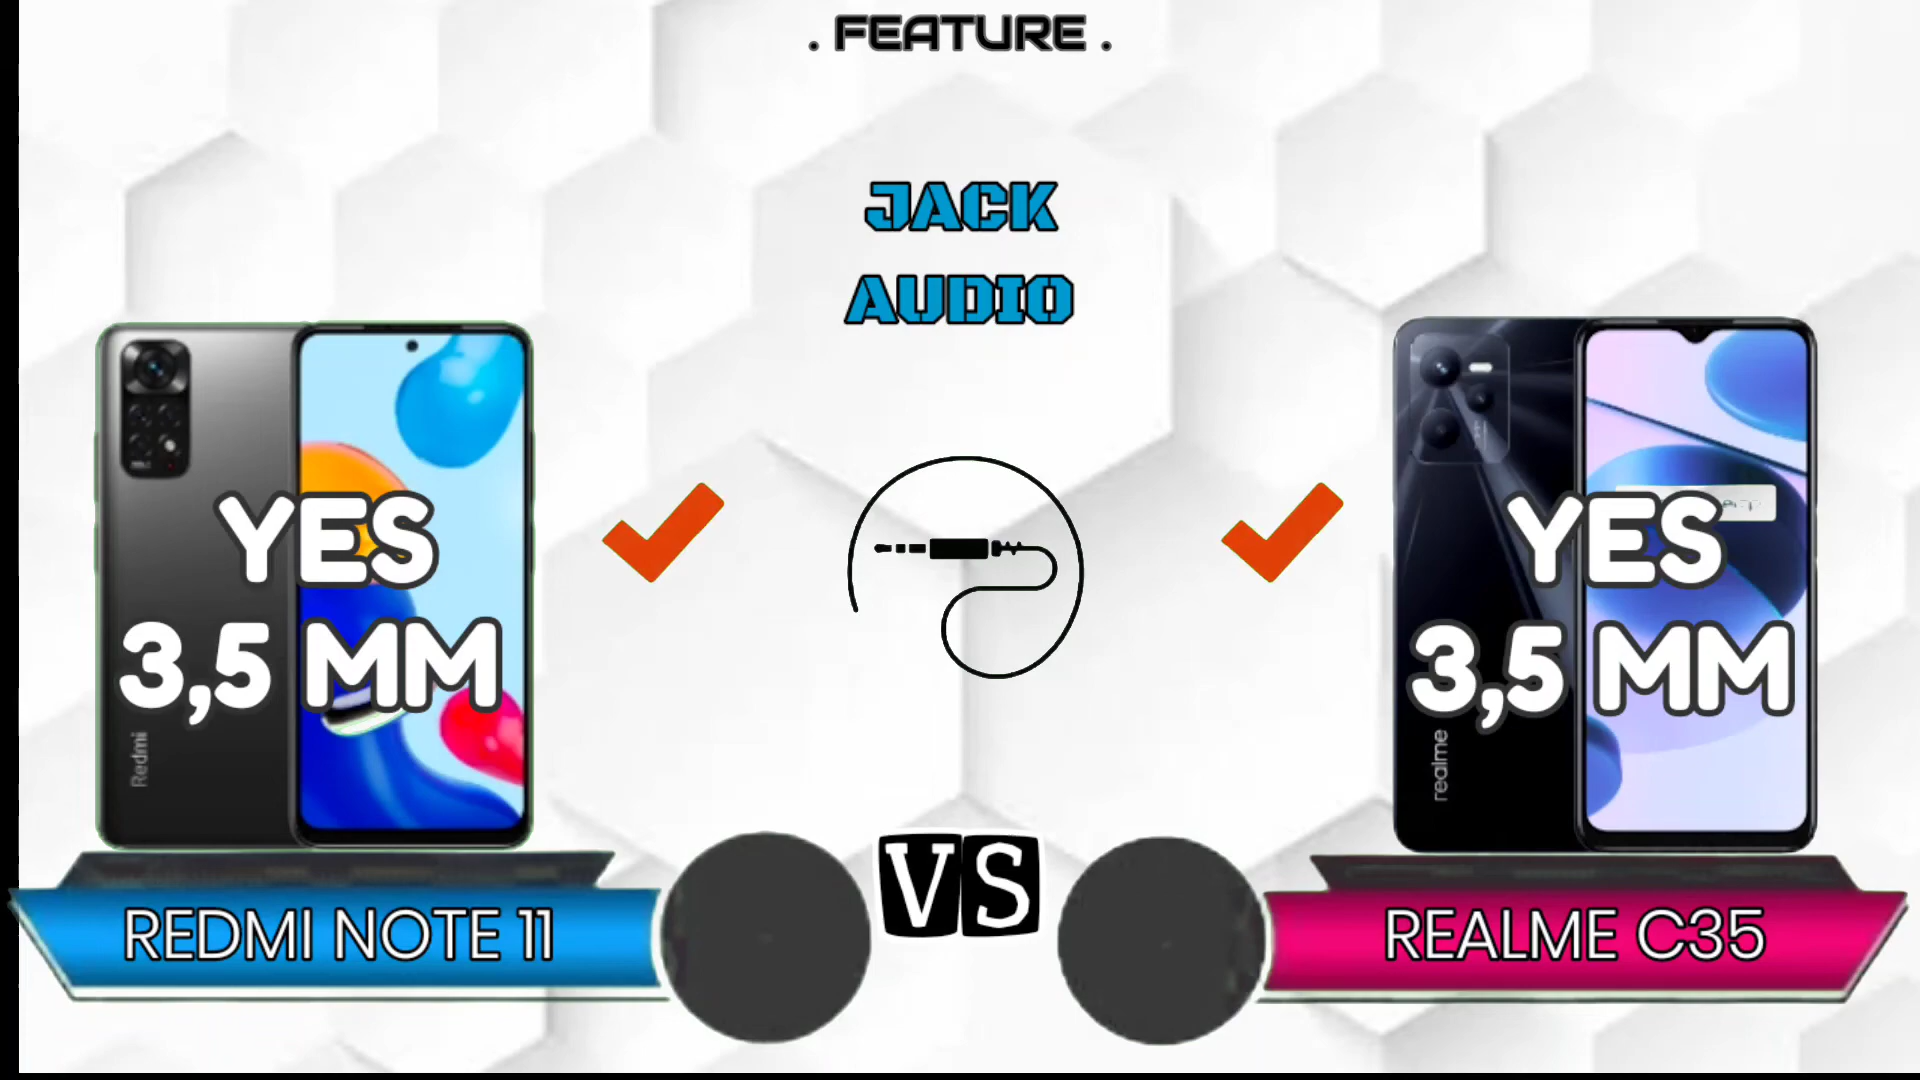 . FEATURE .
JACK
AUDIO
YES
3,5 MM
YES
3,5 MM
Redmi
realme
VS
REDMI NOTE 11
REALME C35